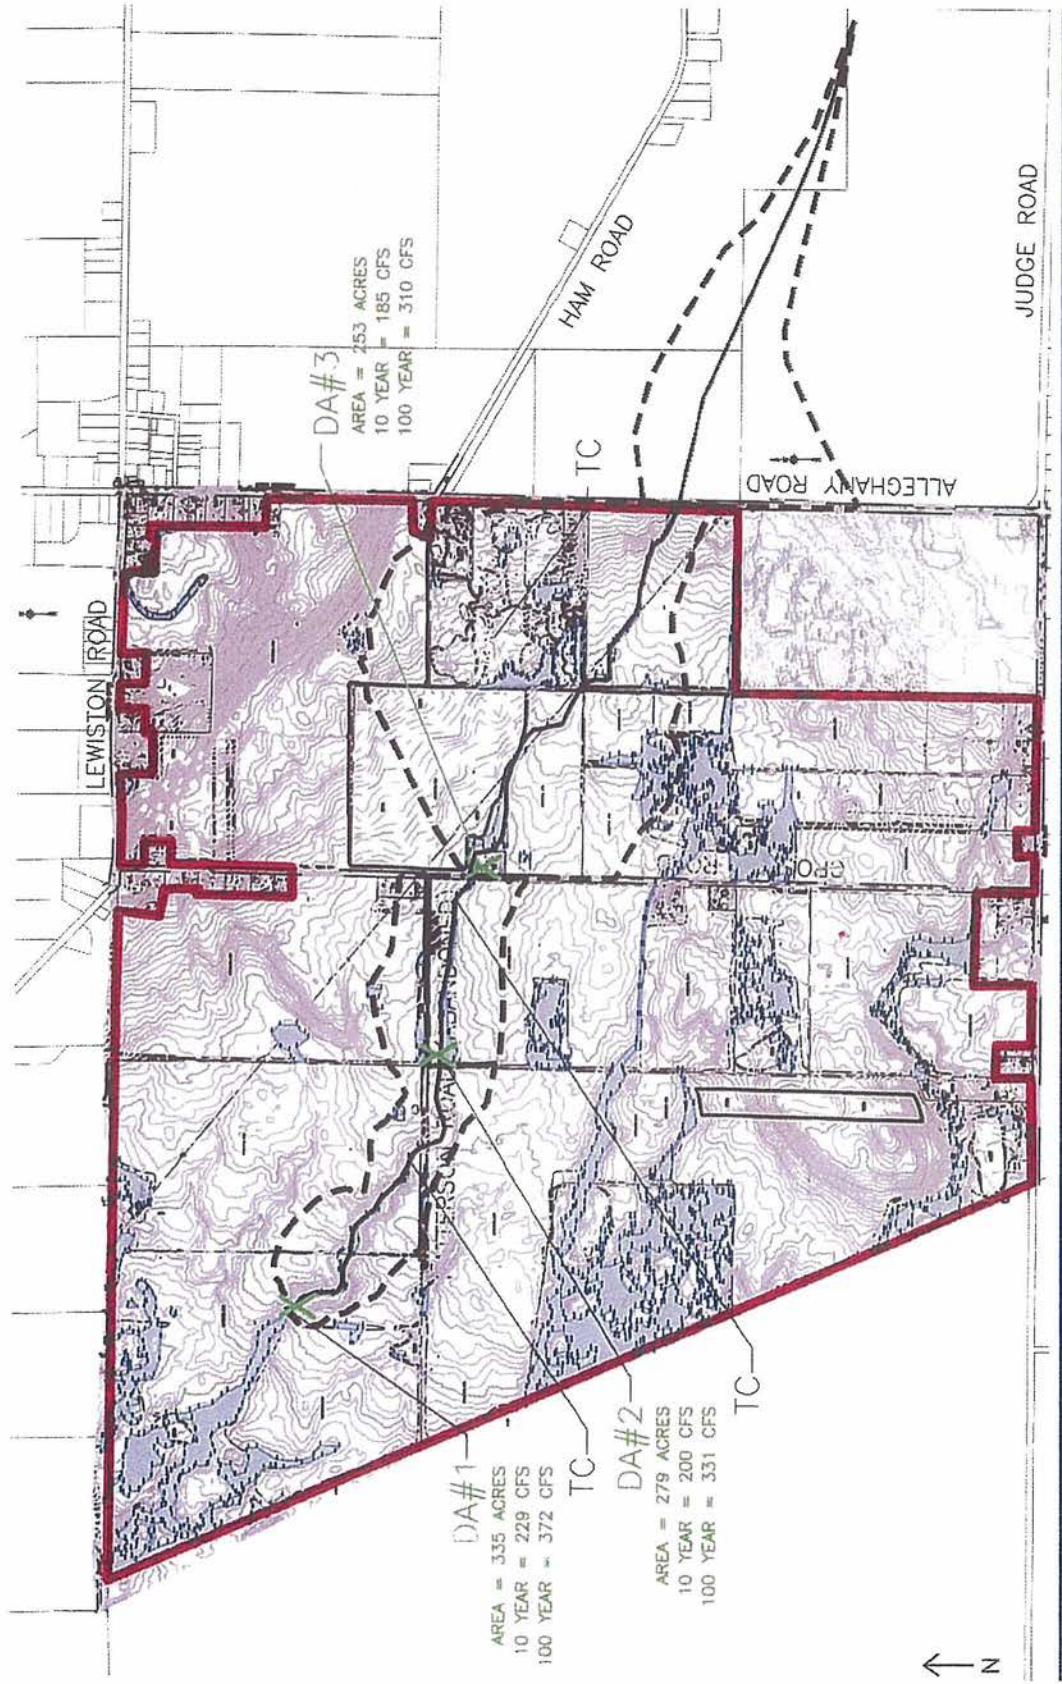 LEWISTON ROAD
HAM ROAD
JUDGE ROAD
ALLEGHANY ROAD
DA#3
AREA = 253 ACRES
10 YEAR = 185 CFS
100 YEAR = 310 CFS
TC
DA#1
AREA = 335 ACRES
10 YEAR = 229 CFS
100 YEAR = 372 CFS
TC
DA#2
AREA = 279 ACRES
10 YEAR = 200 CFS
100 YEAR = 331 CFS
TC
N